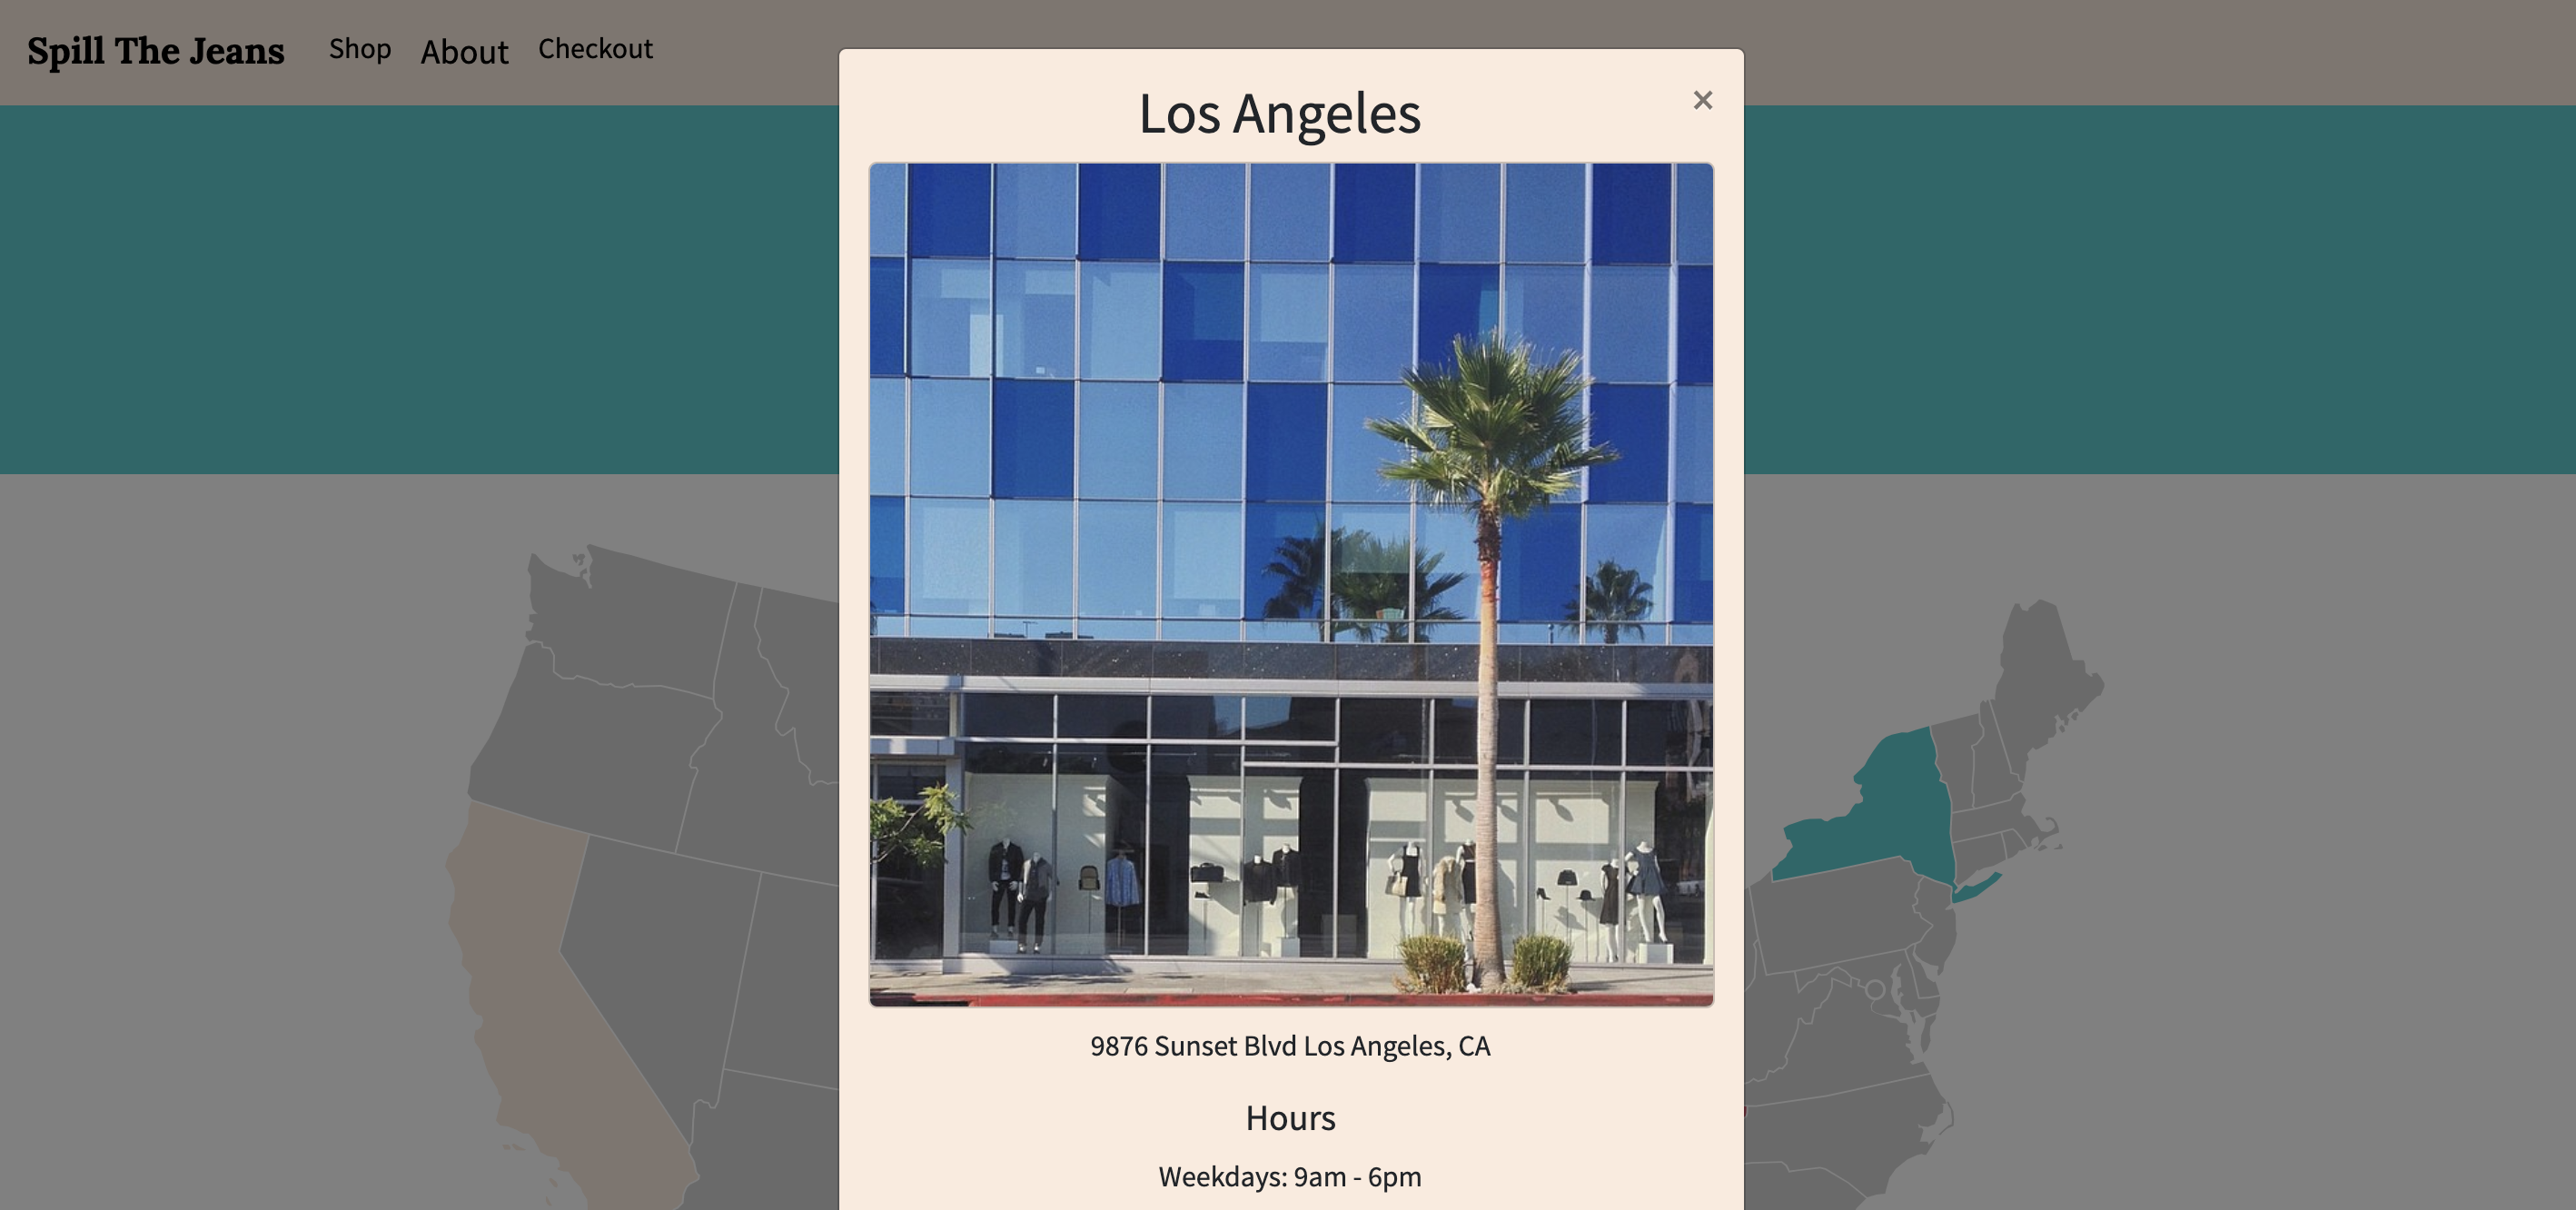 Spill The Jeans Shop About Checkout
Los Angeles
×
9876 Sunset Blvd Los Angeles, CA
Hours
Weekdays: 9am - 6pm